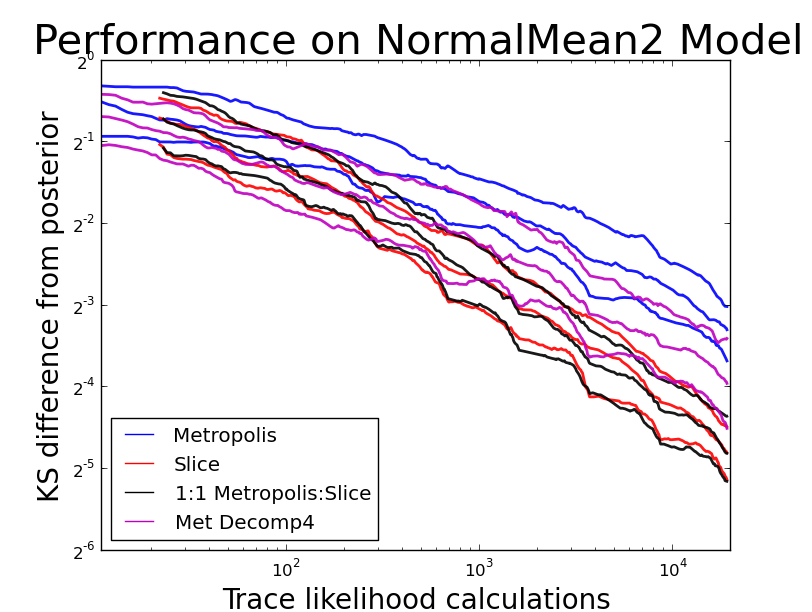 Performance on NormalMean2 Model
2^0
2^-1
2^-2
2^-3
2^-4
2^-5
2^-6
KS difference from posterior
Metropolis
Slice
1:1 Metropolis:Slice
Met Decomp4
10^2 10^3 10^4
Trace likelihood calculations